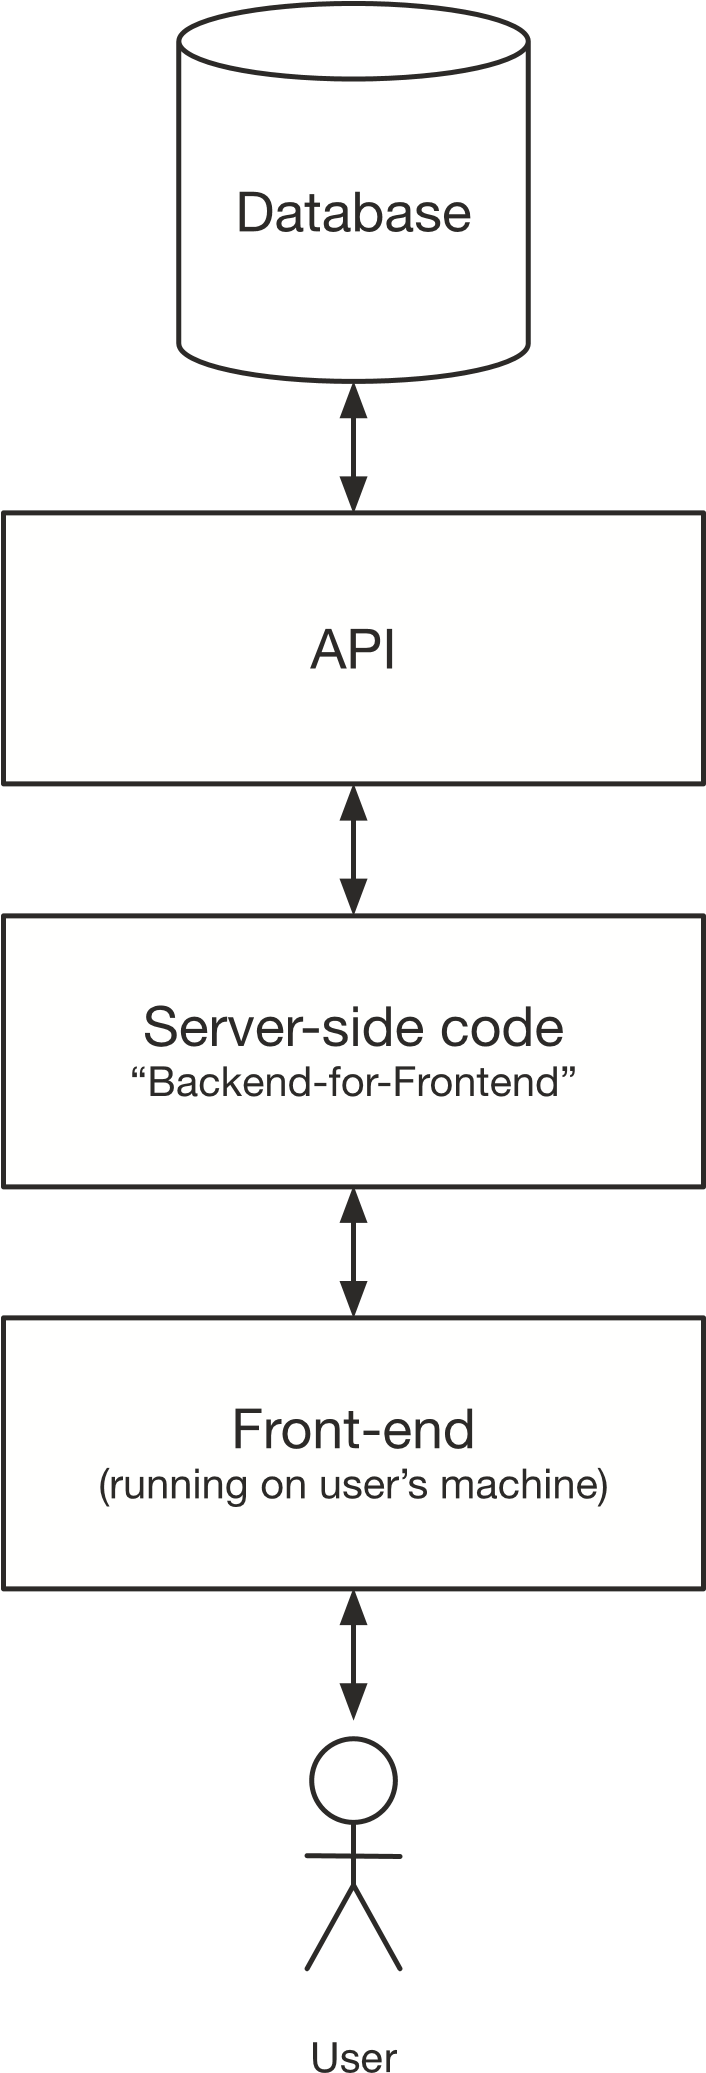 Database
API
Server-side code
“Backend-for-Frontend”
Front-end
(running on user’s machine)
User